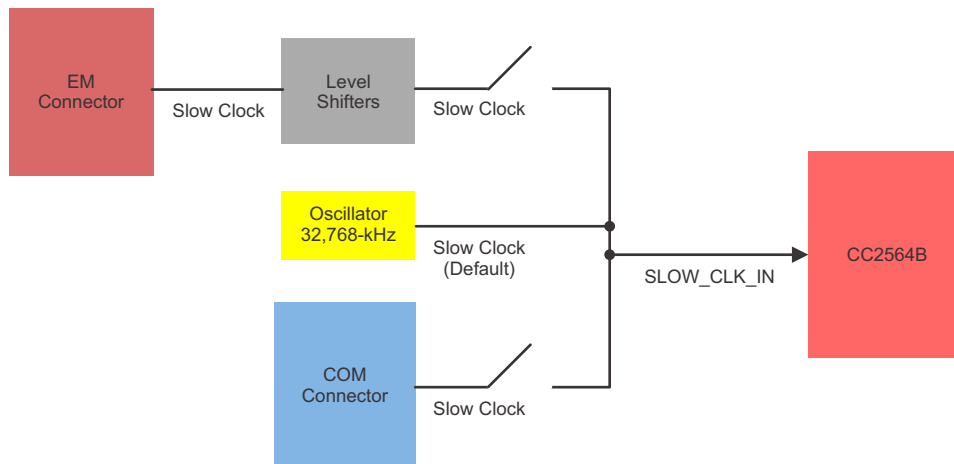 EM
Connector
Slow Clock
Level
Shifters
Slow Clock
Oscillator
32,768-kHz
Slow Clock
(Default)
SLOW_CLK_IN
CC2564B
COM
Connector
Slow Clock